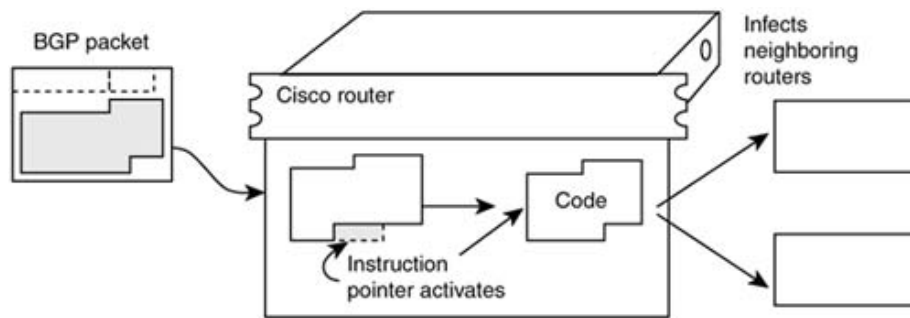 BGP packet
Cisco router
Instruction
pointer activates
Code
Infects
neighboring
routers